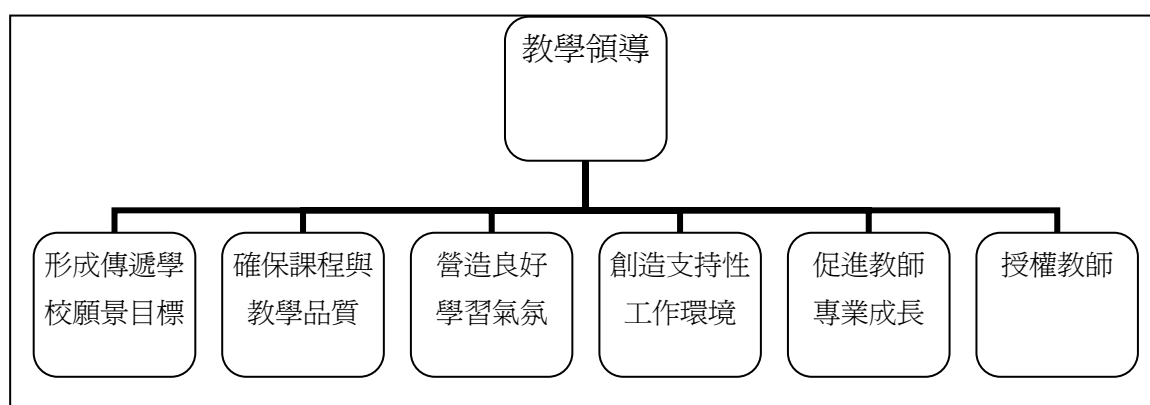 教學領導
形成傳遞學
校願景目標
確保課程與
教學品質
營造良好
學習氣氛
創造支持性
工作環境
促進教師
專業成長
授權教師